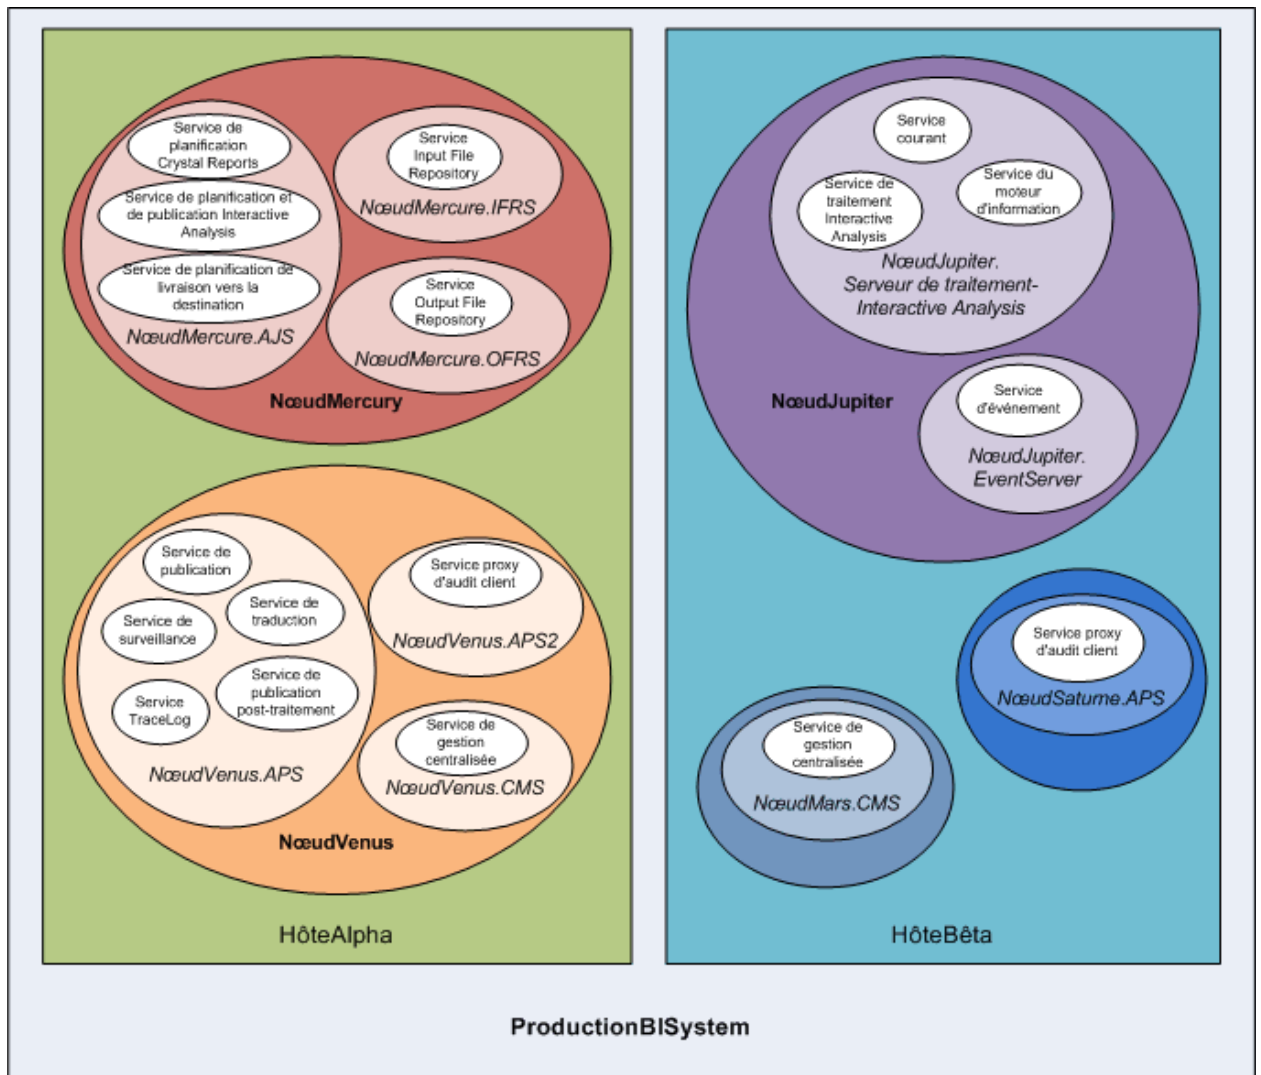 Service de
planification
Crystal Reports
Service de planification et
de publication Interactive
Analysis
Service de planification de
livraison vers la
destination
NœudMercure.AJS
Service
Input File
Repository
NœudMercure.IFRS
Service
Output File
Repository
NœudMercure.OFRS
NœudMercury
Service de
publication
Service de
surveillance
Service de
traduction
Service
TraceLog
Service de
publication
post-traitement
NœudVenus.APS
Service proxy
d'audit client
NœudVenus.APS2
Service de
gestion
centralisée
NœudVenus.CMS
NœudVenus
HôteAlpha
Service
courant
Service de
traitement
Interactive
Analysis
Service du
moteur
d'information
NœudJupiter.
Serveur de traitement-
Interactive Analysis
NœudJupiter
Service
d'événement
NœudJupiter.
EventServer
Service proxy
d'audit client
NœudSaturne.APS
Service de
gestion
centralisée
NœudMars.CMS
HôteBêta
ProductionBISystem